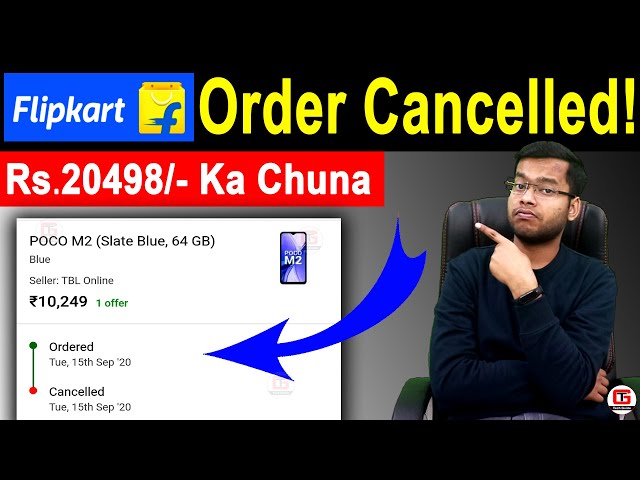 Flipkart Order Cancelled!
Rs.20498/- Ka Chuna
POCO M2 (Slate Blue, 64 GB)
Blue
Seller: TBL Online
₹10,249 1 offer
POCO
M2
Ordered
Tue, 15th Sep '20
Cancelled
Tue, 15th Sep '20